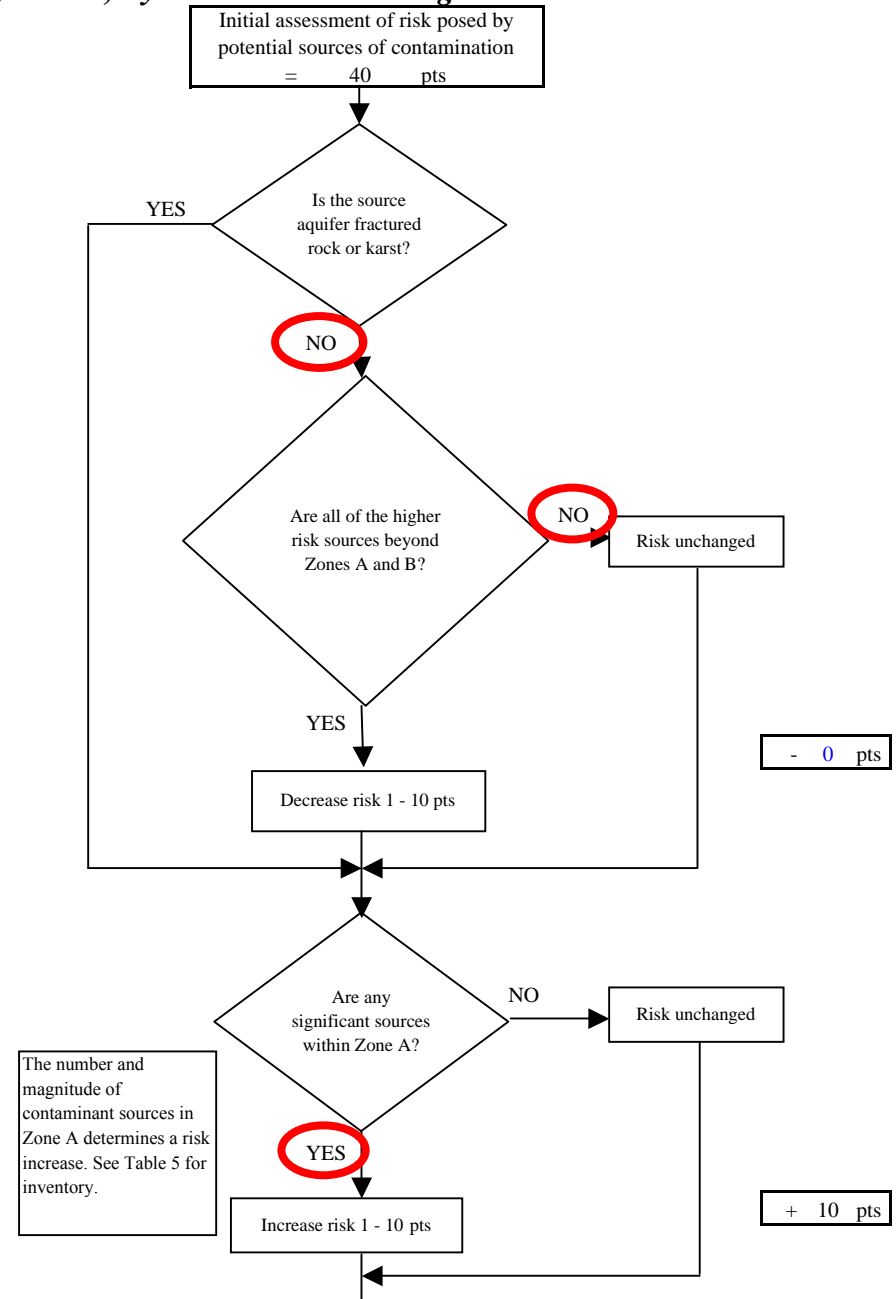 Initial assessment of risk posed by
potential sources of contamination
= 40 pts
YES
Is the source
aquifer fractured
rock or karst?
NO
Are all of the higher
risk sources beyond
Zones A and B?
NO
Risk unchanged
YES
- 0 pts
Decrease risk 1 - 10 pts
Are any
significant sources
within Zone A?
NO
Risk unchanged
The number and
magnitude of
contaminant sources in
Zone A determines a risk
increase. See Table 5 for
inventory.
YES
+ 10 pts
Increase risk 1 - 10 pts